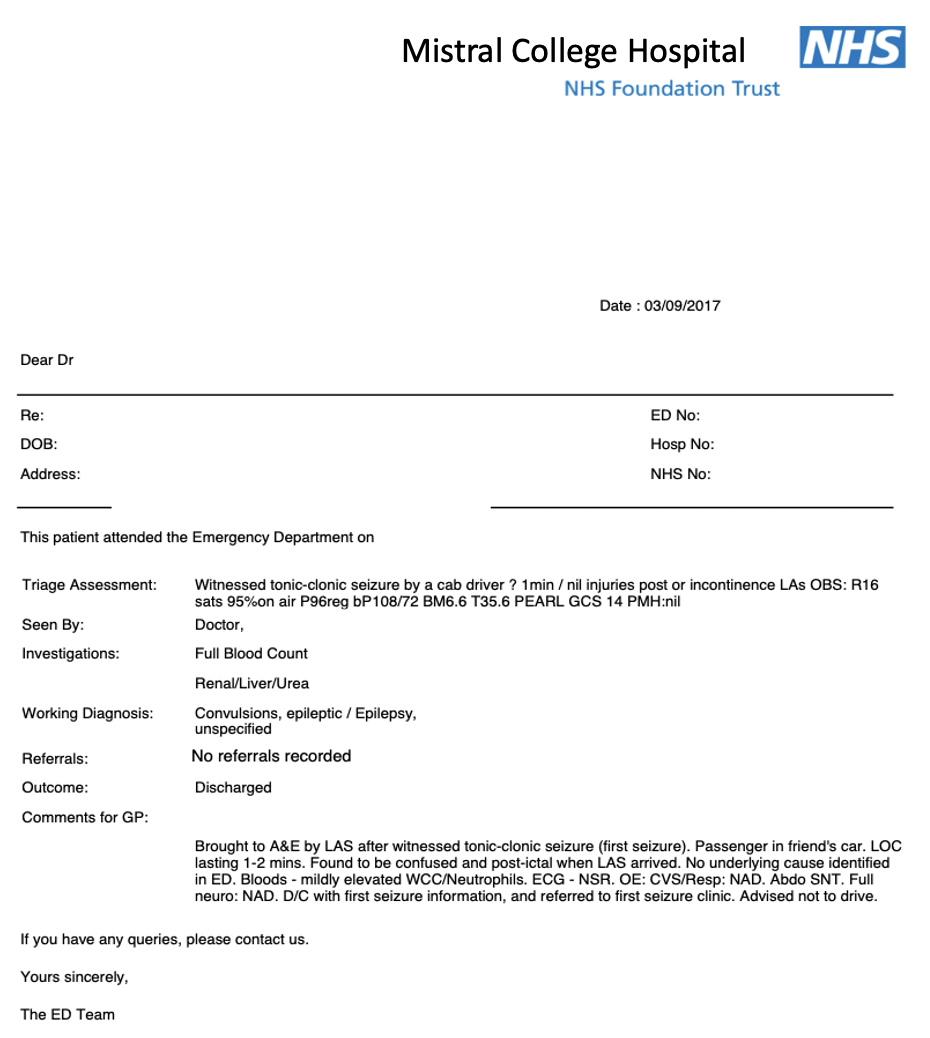 Mistral College Hospital NHS
NHS Foundation Trust
Date : 03/09/2017
Dear Dr
Re: ED No:
DOB: Hosp No:
Address: NHS No:
This patient attended the Emergency Department on
Triage Assessment: Witnessed tonic-clonic seizure by a cab driver ? 1min / nil injuries post or incontinence LAs OBS: R16
sats 95%on air P96reg bP108/72 BM6.6 T35.6 PEARL GCS 14 PMH:nil
Seen By: Doctor,
Investigations: Full Blood Count
Renal/Liver/Urea
Working Diagnosis: Convulsions, epileptic / Epilepsy,
unspecified
Referrals: No referrals recorded
Outcome: Discharged
Comments for GP:
Brought to A&E by LAS after witnessed tonic-clonic seizure (first seizure). Passenger in friend's car. LOC
lasting 1-2 mins. Found to be confused and post-ictal when LAS arrived. No underlying cause identified
in ED. Bloods - mildly elevated WCC/Neutrophils. ECG - NSR. OE: CVS/Resp: NAD. Abdo SNT. Full
neuro: NAD. D/C with first seizure information, and referred to first seizure clinic. Advised not to drive.
If you have any queries, please contact us.
Yours sincerely,
The ED Team